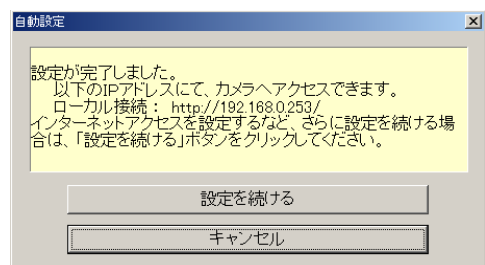 自動設定
設定が完了しました。
以下のIPアドレスにて、カメラへアクセスできます。
ローカル接続： http://192.168.0.253/
インターネットアクセスを設定するなど、さらに設定を続ける場
合は、「設定を続ける」ボタンをクリックしてください。
設定を続ける
キャンセル